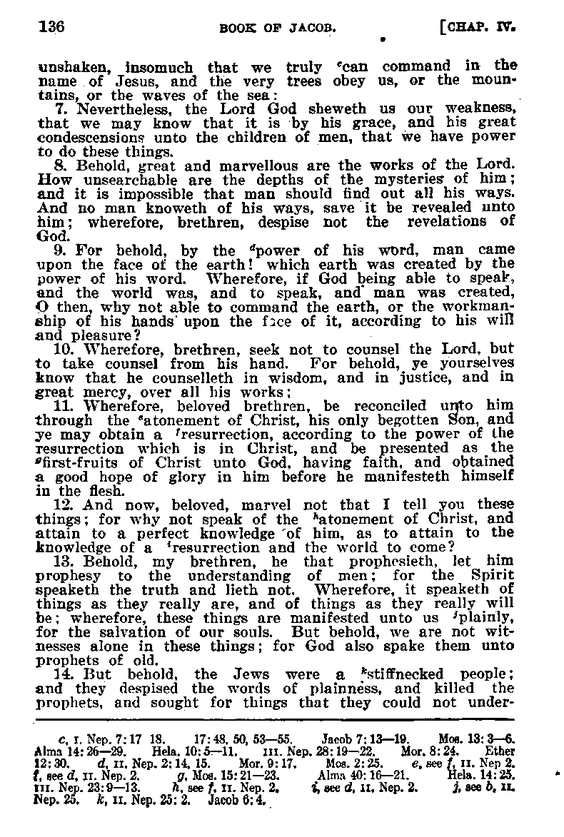 136 BOOK OF JACOB. [CHAP. IV.
unshaken, insomuch that we truly ᶜcan command in the
name of Jesus, and the very trees obey us, or the moun-
tains, or the waves of the sea:
7. Nevertheless, the Lord God sheweth us our weakness,
that we may know that it is by his grace, and his great
condescensions unto the children of men, that we have power
to do these things.
8. Behold, great and marvellous are the works of the Lord.
How unsearchable are the depths of the mysteries of him;
and it is impossible that man should find out all his ways.
And no man knoweth of his ways, save it be revealed unto
him; wherefore, brethren, despise not the revelations of
God.
9. For behold, by the ᵈpower of his word, man came
upon the face of the earth! which earth was created by the
power of his word. Wherefore, if God being able to speak,
and the world was, and to speak, and man was created,
O then, why not able to command the earth, or the workman-
ship of his hands upon the face of it, according to his will
and pleasure?
10. Wherefore, brethren, seek not to counsel the Lord, but
to take counsel from his hand. For behold, ye yourselves
know that he counselleth in wisdom, and in justice, and in
great mercy, over all his works:
11. Wherefore, beloved brethren, be reconciled unto him
through the ᵉatonement of Christ, his only begotten Son, and
ye may obtain a ᶠresurrection, according to the power of the
resurrection which is in Christ, and be presented as the
ᵍfirst-fruits of Christ unto God, having faith, and obtained
a good hope of glory in him before he manifesteth himself
in the flesh.
12. And now, beloved, marvel not that I tell you these
things; for why not speak of the ʰatonement of Christ, and
attain to a perfect knowledge of him, as to attain to the
knowledge of a ⁱresurrection and the world to come?
13. Behold, my brethren, he that prophesieth, let him
prophesy to the understanding of men; for the Spirit
speaketh the truth and lieth not. Wherefore, it speaketh of
things as they really are, and of things as they really will
be; wherefore, these things are manifested unto us ʲplainly,
for the salvation of our souls. But behold, we are not wit-
nesses alone in these things; for God also spake them unto
prophets of old.
14. But behold, the Jews were a ᵏstiffnecked people;
and they despised the words of plainness, and killed the
prophets, and sought for things that they could not under-
c, I. Nep. 7:17 18. 17:48, 50, 53—55. Jacob 7:13—19. Mos. 13:3—6.
Alma 14:26—29. Hela. 10:5—11. III. Nep. 28:19—22. Mor. 8:24. Ether
12:30. d, II. Nep. 2:14, 15. Mor. 9:17. Mos. 2:25. e, see f, II. Nep 2.
f, see d, II. Nep. 2. g, Mos. 15:21—23. Alma 40:16—21. Hela. 14:25.
III. Nep. 23:9—13. h, see f, II. Nep. 2. i, see d, II. Nep. 2. j, see b, II.
Nep. 25. k, II. Nep. 25:2. Jacob 6:4.